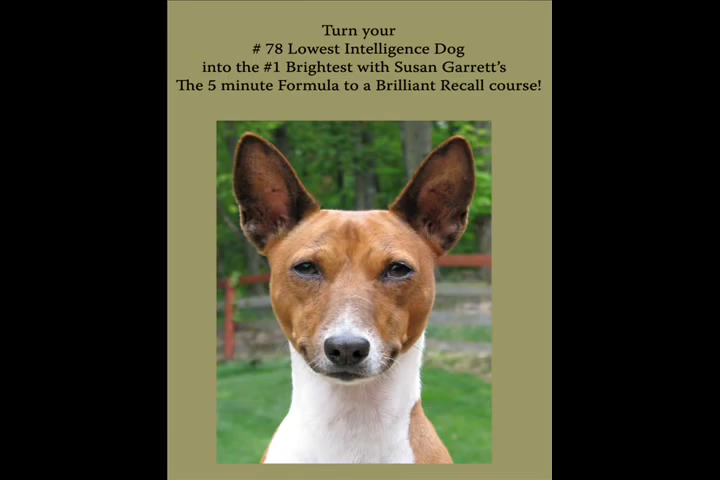 Turn your
# 78 Lowest Intelligence Dog
into the #1 Brightest with Susan Garrett’s
The 5 minute Formula to a Brilliant Recall course!